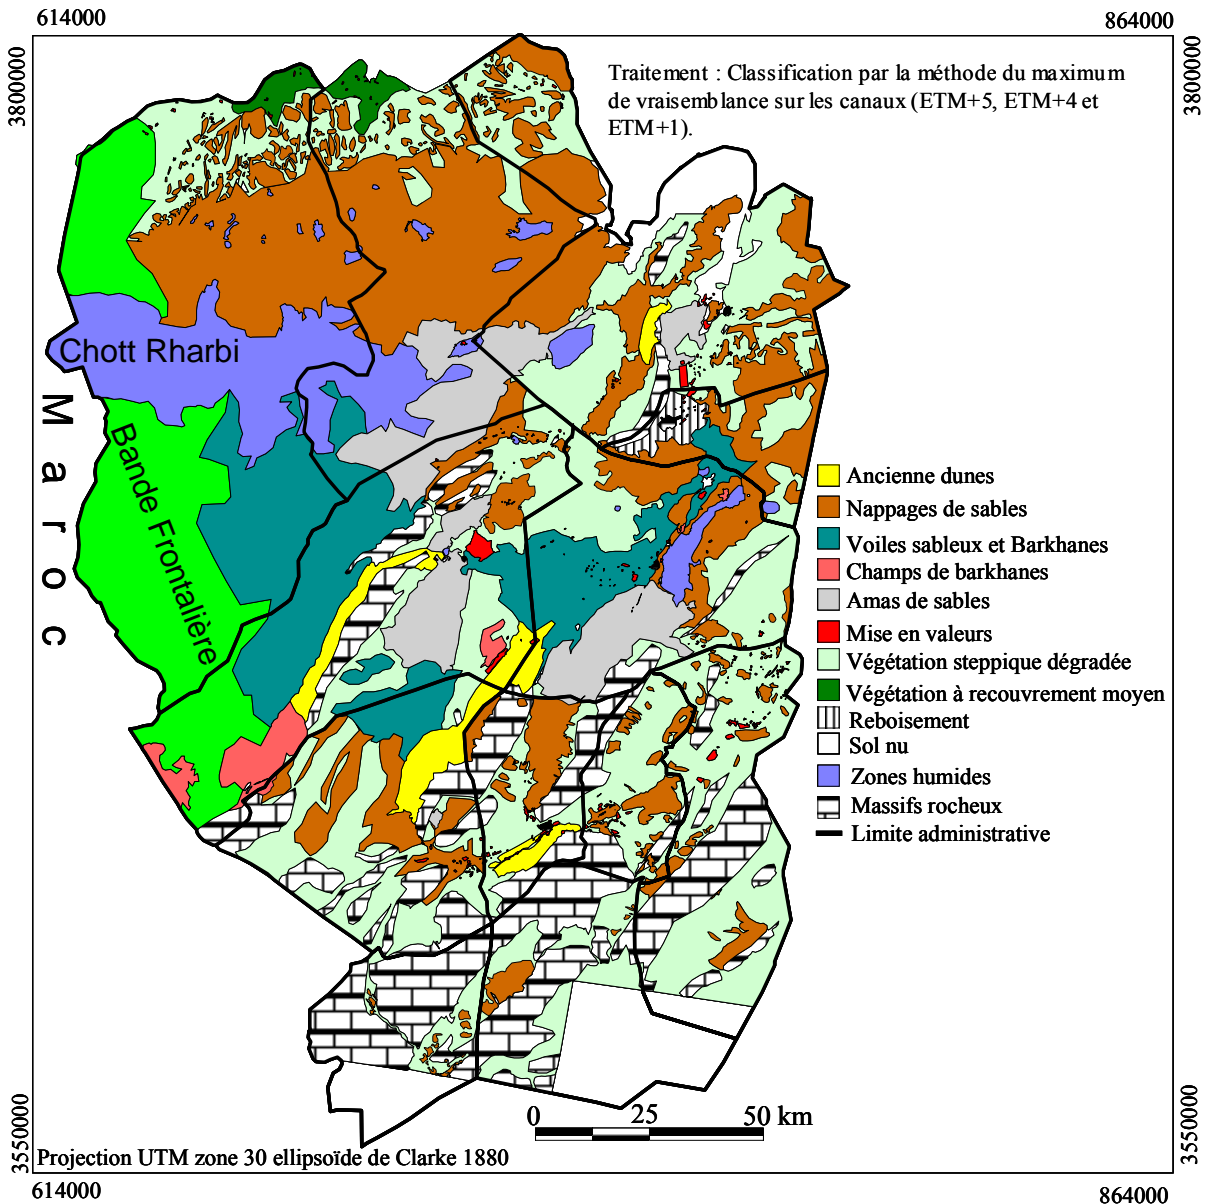 614000
864000
3800000
3800000
Traitement : Classification par la méthode du maximum
de vraisemblance sur les canaux (ETM+5, ETM+4 et
ETM+1).
Chott Rharbi
Maroc
Bande Frontalière
Ancienne dunes
Nappages de sables
Voiles sableux et Barkhanes
Champs de barkhanes
Amas de sables
Mise en valeurs
Végétation steppique dégradée
Végétation à recouvrement moyen
Reboisement
Sol nu
Zones humides
Massifs rocheux
Limite administrative
0 25 50 km
3550000
3550000
Projection UTM zone 30 ellipsoïde de Clarke 1880
614000
864000